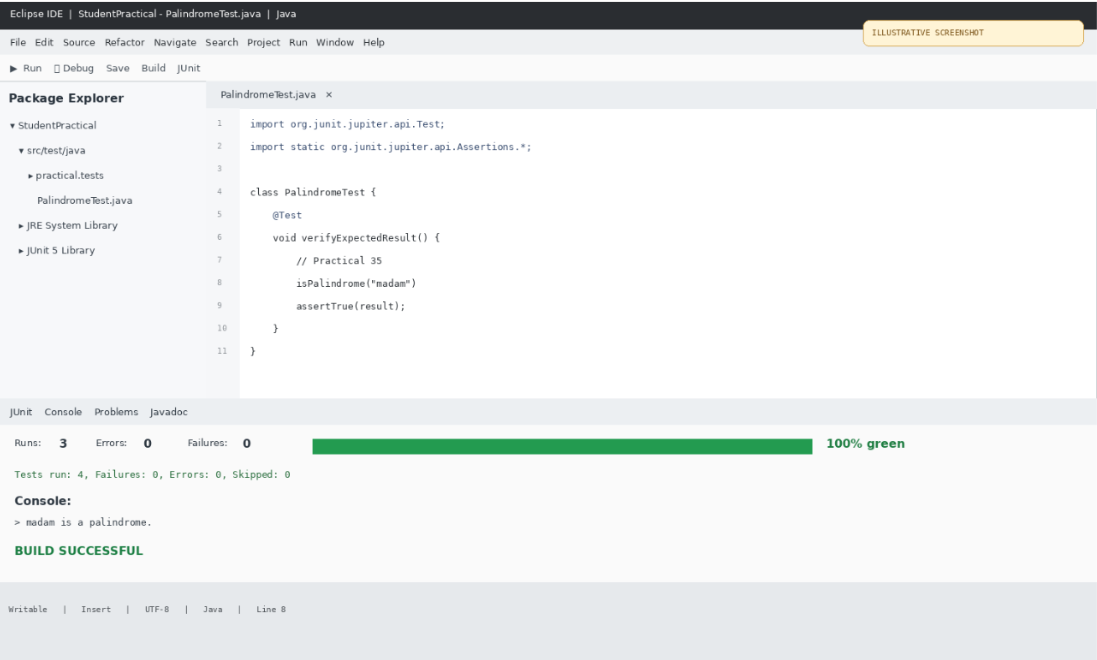 Eclipse IDE | StudentPractical - PalindromeTest.java | Java
ILLUSTRATIVE SCREENSHOT
File Edit Source Refactor Navigate Search Project Run Window Help
▶ Run Debug Save Build JUnit
Package Explorer
▾ StudentPractical
▾ src/test/java
▸ practical.tests
PalindromeTest.java
▸ JRE System Library
▸ JUnit 5 Library
PalindromeTest.java ×
1 import org.junit.jupiter.api.Test;
2 import static org.junit.jupiter.api.Assertions.*;
3
4 class PalindromeTest {
5     @Test
6     void verifyExpectedResult() {
7         // Practical 35
8         isPalindrome("madam")
9         assertTrue(result);
10     }
11 }
JUnit Console Problems Javadoc
Runs: 3 Errors: 0 Failures: 0 100% green
Tests run: 4, Failures: 0, Errors: 0, Skipped: 0
Console:
> madam is a palindrome.
BUILD SUCCESSFUL
Writable | Insert | UTF-8 | Java | Line 8